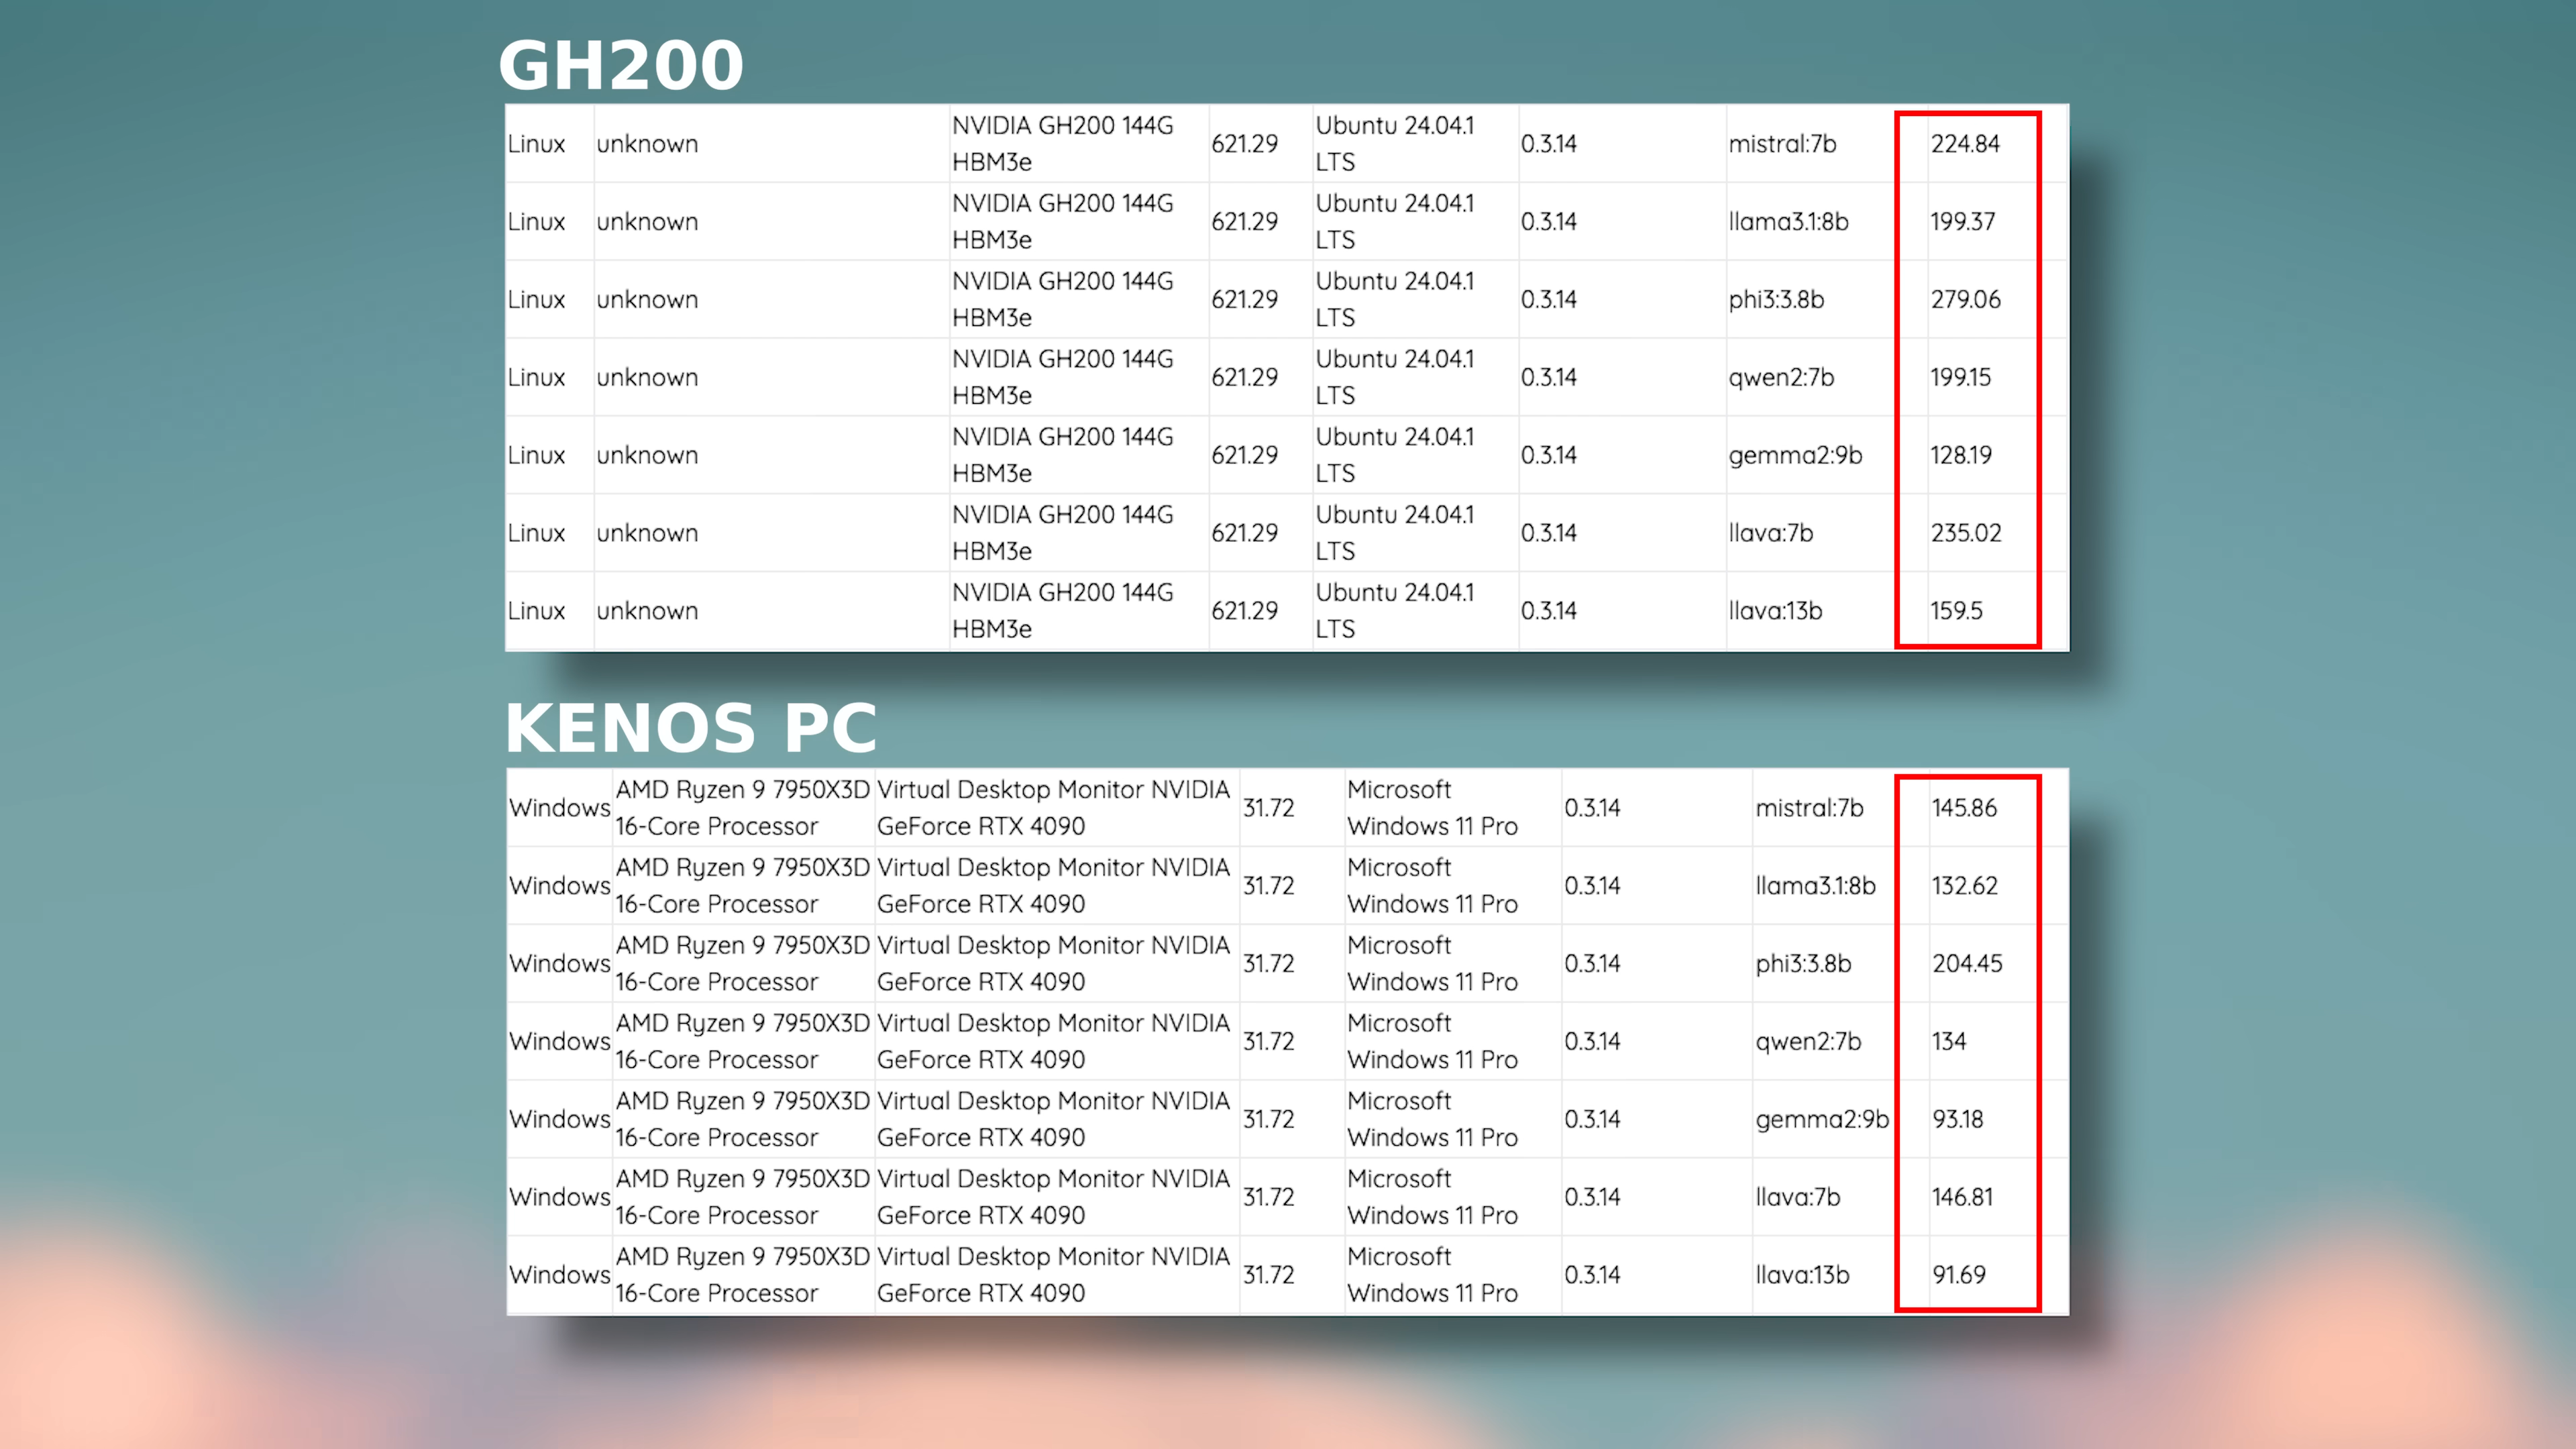 GH200
Linux unknown NVIDIA GH200 144G HBM3e 621.29 Ubuntu 24.04.1 LTS 0.3.14 mistral:7b 224.84
Linux unknown NVIDIA GH200 144G HBM3e 621.29 Ubuntu 24.04.1 LTS 0.3.14 llama3.1:8b 199.37
Linux unknown NVIDIA GH200 144G HBM3e 621.29 Ubuntu 24.04.1 LTS 0.3.14 phi3:3.8b 279.06
Linux unknown NVIDIA GH200 144G HBM3e 621.29 Ubuntu 24.04.1 LTS 0.3.14 qwen2:7b 199.15
Linux unknown NVIDIA GH200 144G HBM3e 621.29 Ubuntu 24.04.1 LTS 0.3.14 gemma2:9b 128.19
Linux unknown NVIDIA GH200 144G HBM3e 621.29 Ubuntu 24.04.1 LTS 0.3.14 llava:7b 235.02
Linux unknown NVIDIA GH200 144G HBM3e 621.29 Ubuntu 24.04.1 LTS 0.3.14 llava:13b 159.5
KENOS PC
Windows AMD Ryzen 9 7950X3D 16-Core Processor Virtual Desktop Monitor NVIDIA GeForce RTX 4090 31.72 Microsoft Windows 11 Pro 0.3.14 mistral:7b 145.86
Windows AMD Ryzen 9 7950X3D 16-Core Processor Virtual Desktop Monitor NVIDIA GeForce RTX 4090 31.72 Microsoft Windows 11 Pro 0.3.14 llama3.1:8b 132.62
Windows AMD Ryzen 9 7950X3D 16-Core Processor Virtual Desktop Monitor NVIDIA GeForce RTX 4090 31.72 Microsoft Windows 11 Pro 0.3.14 phi3:3.8b 204.45
Windows AMD Ryzen 9 7950X3D 16-Core Processor Virtual Desktop Monitor NVIDIA GeForce RTX 4090 31.72 Microsoft Windows 11 Pro 0.3.14 qwen2:7b 134
Windows AMD Ryzen 9 7950X3D 16-Core Processor Virtual Desktop Monitor NVIDIA GeForce RTX 4090 31.72 Microsoft Windows 11 Pro 0.3.14 gemma2:9b 93.18
Windows AMD Ryzen 9 7950X3D 16-Core Processor Virtual Desktop Monitor NVIDIA GeForce RTX 4090 31.72 Microsoft Windows 11 Pro 0.3.14 llava:7b 146.81
Windows AMD Ryzen 9 7950X3D 16-Core Processor Virtual Desktop Monitor NVIDIA GeForce RTX 4090 31.72 Microsoft Windows 11 Pro 0.3.14 llava:13b 91.69